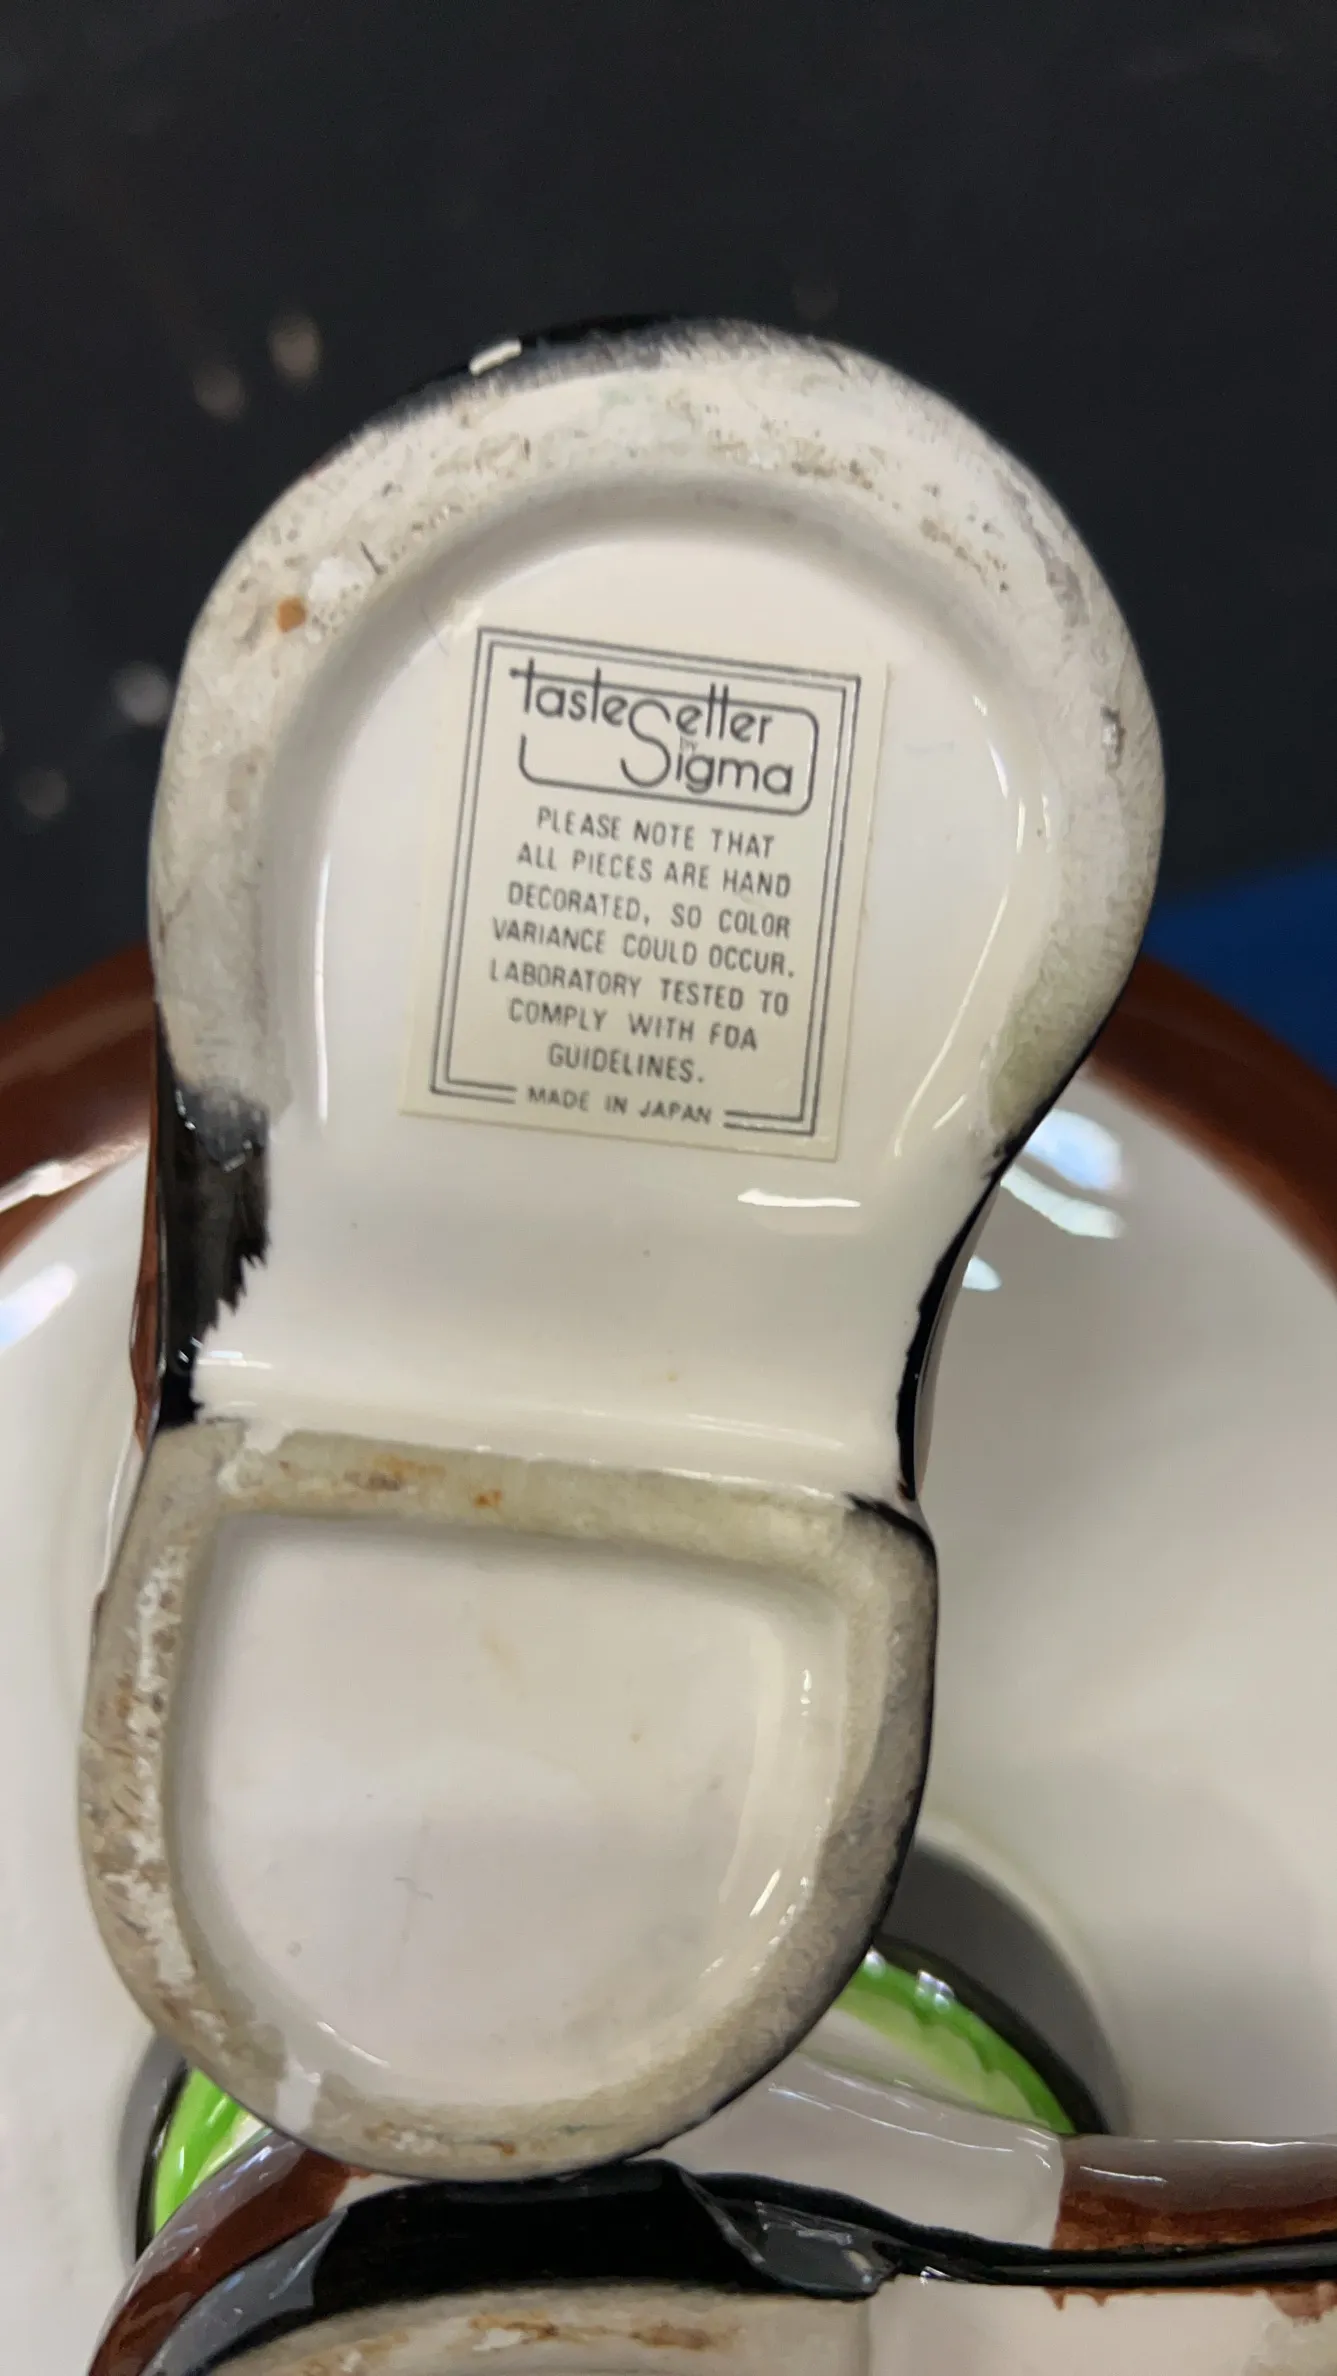 tasteSetter
by
Sigma
PLEASE NOTE THAT
ALL PIECES ARE HAND
DECORATED, SO COLOR
VARIANCE COULD OCCUR.
LABORATORY TESTED TO
COMPLY WITH FDA
GUIDELINES.
MADE IN JAPAN